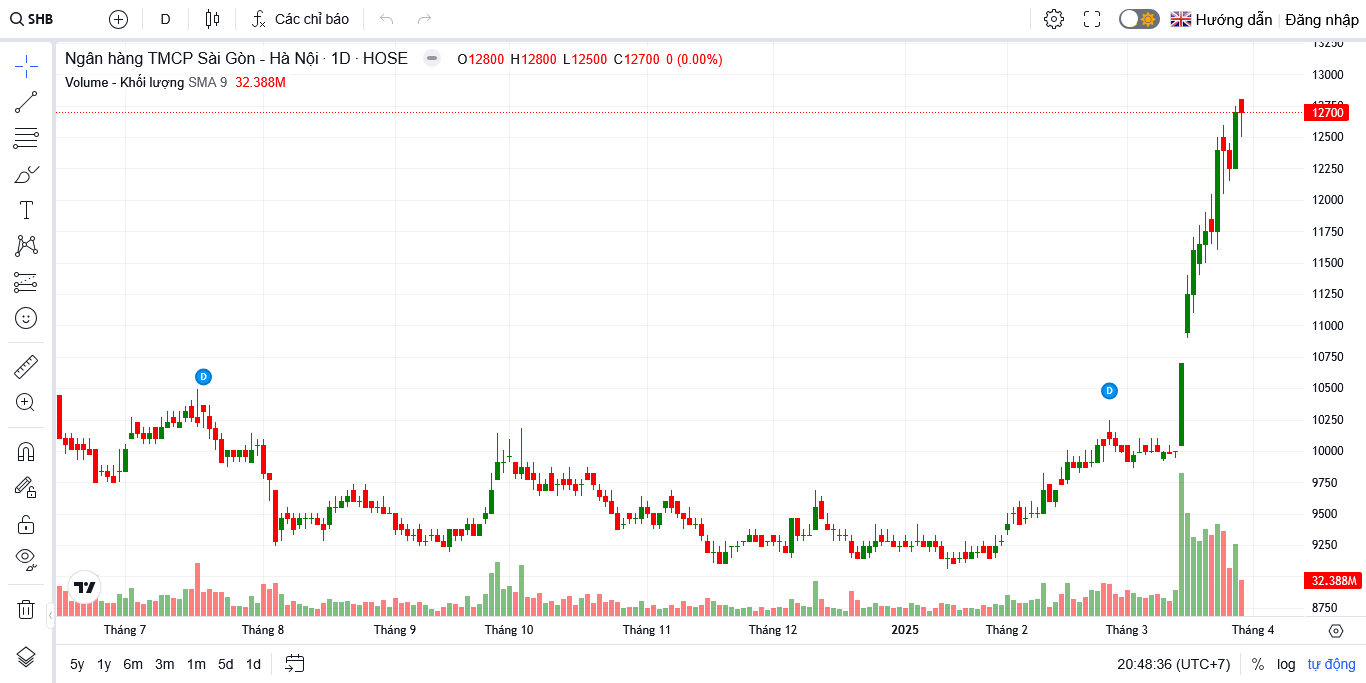 SHB D Các chỉ báo Hướng dẫn Đăng nhập
Ngân hàng TMCP Sài Gòn - Hà Nội · 1D · HOSE O12800 H12800 L12500 C12700 0 (0.00%)
Volume - Khối lượng SMA 9 32.388M
13250
13000
12750
12700
12500
12250
12000
11750
11500
11250
11000
10750
10500
10250
10000
9750
9500
9250
32.388M
8750
D
D
T
Tháng 7 Tháng 8 Tháng 9 Tháng 10 Tháng 11 Tháng 12 2025 Tháng 2 Tháng 3 Tháng 4
5y 1y 6m 3m 1m 5d 1d 20:48:36 (UTC+7) % log tự động